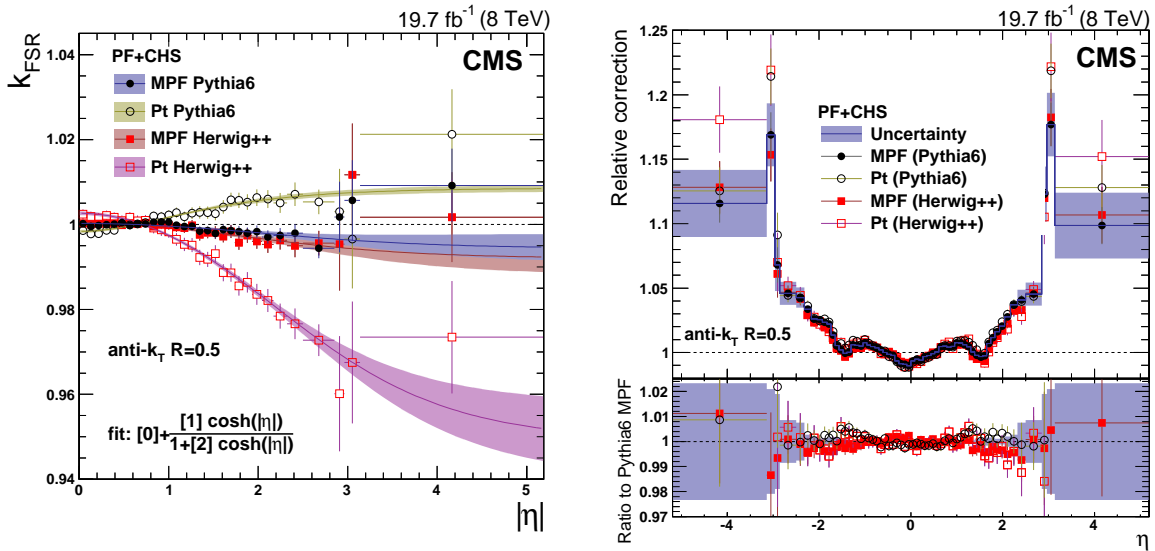 19.7 fb⁻¹ (8 TeV)
k_FSR
1.04
1.02
1
0.98
0.96
0.94
PF+CHS
CMS
MPF Pythia6
Pt Pythia6
MPF Herwig++
Pt Herwig++
anti-k_T R=0.5
fit: [0]+ [1] cosh(|η|) / 1+[2] cosh(|η|)
0 1 2 3 4 5
|η|
19.7 fb⁻¹ (8 TeV)
Relative correction
1.25
1.2
1.15
1.1
1.05
1
CMS
PF+CHS
Uncertainty
MPF (Pythia6)
Pt (Pythia6)
MPF (Herwig++)
Pt (Herwig++)
anti-k_T R=0.5
Ratio to Pythia6 MPF
1.02
1.01
1
0.99
0.98
0.97
-4 -2 0 2 4
η